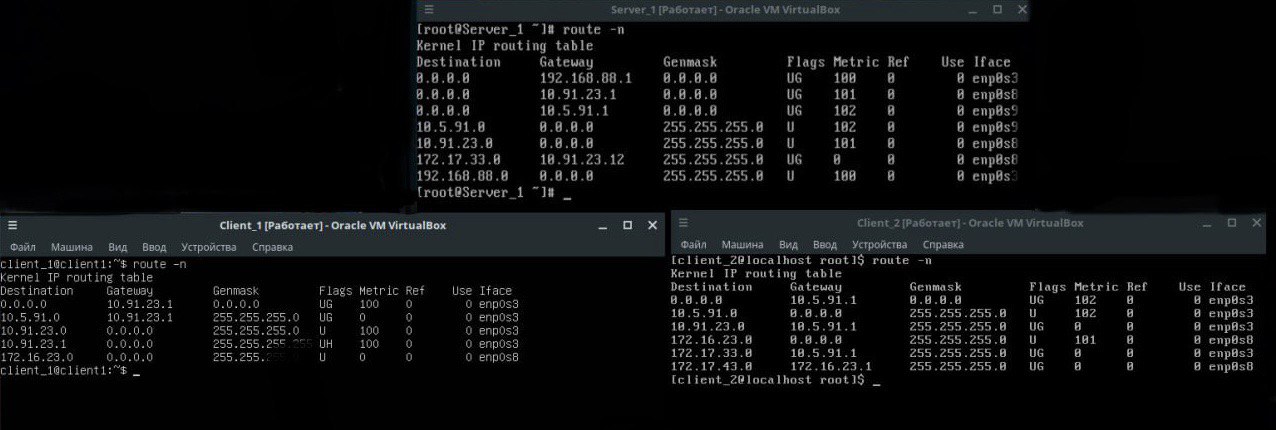 Server_1 [Работает] - Oracle VM VirtualBox
[root@Server_1 ~]# route -n
Kernel IP routing table
Destination Gateway Genmask Flags Metric Ref Use Iface
0.0.0.0 192.168.88.1 0.0.0.0 UG 100 0 0 enp0s3
0.0.0.0 10.91.23.1 0.0.0.0 UG 101 0 0 enp0s8
0.0.0.0 10.5.91.1 0.0.0.0 UG 102 0 0 enp0s9
10.5.91.0 0.0.0.0 255.255.255.0 U 102 0 0 enp0s9
10.91.23.0 0.0.0.0 255.255.255.0 U 101 0 0 enp0s8
172.17.33.0 10.91.23.12 255.255.255.0 UG 0 0 0 enp0s8
192.168.88.0 0.0.0.0 255.255.255.0 U 100 0 0 enp0s3
[root@Server_1 ~]# _
Client_1 [Работает] - Oracle VM VirtualBox
Файл Машина Вид Ввод Устройства Справка
client_1@client1:~$ route -n
Kernel IP routing table
Destination Gateway Genmask Flags Metric Ref Use Iface
0.0.0.0 10.91.23.1 0.0.0.0 UG 100 0 0 enp0s3
10.5.91.0 10.91.23.1 255.255.255.0 UG 0 0 0 enp0s3
10.91.23.0 0.0.0.0 255.255.255.0 U 100 0 0 enp0s3
10.91.23.1 0.0.0.0 255.255.255.255 UH 100 0 0 enp0s3
172.16.23.0 0.0.0.0 255.255.255.0 U 0 0 0 enp0s8
client_1@client1:~$ _
Client_2 [Работает] - Oracle VM VirtualBox
Файл Машина Вид Ввод Устройства Справка
[client_2@localhost root]$ route -n
Kernel IP routing table
Destination Gateway Genmask Flags Metric Ref Use Iface
0.0.0.0 10.5.91.1 0.0.0.0 UG 102 0 0 enp0s3
10.5.91.0 0.0.0.0 255.255.255.0 U 102 0 0 enp0s3
10.91.23.0 10.5.91.1 255.255.255.0 UG 0 0 0 enp0s3
172.16.23.0 0.0.0.0 255.255.255.0 U 101 0 0 enp0s8
172.17.33.0 10.5.91.1 255.255.255.0 UG 0 0 0 enp0s3
172.17.43.0 172.16.23.1 255.255.255.0 UG 0 0 0 enp0s8
[client_2@localhost root]$ _